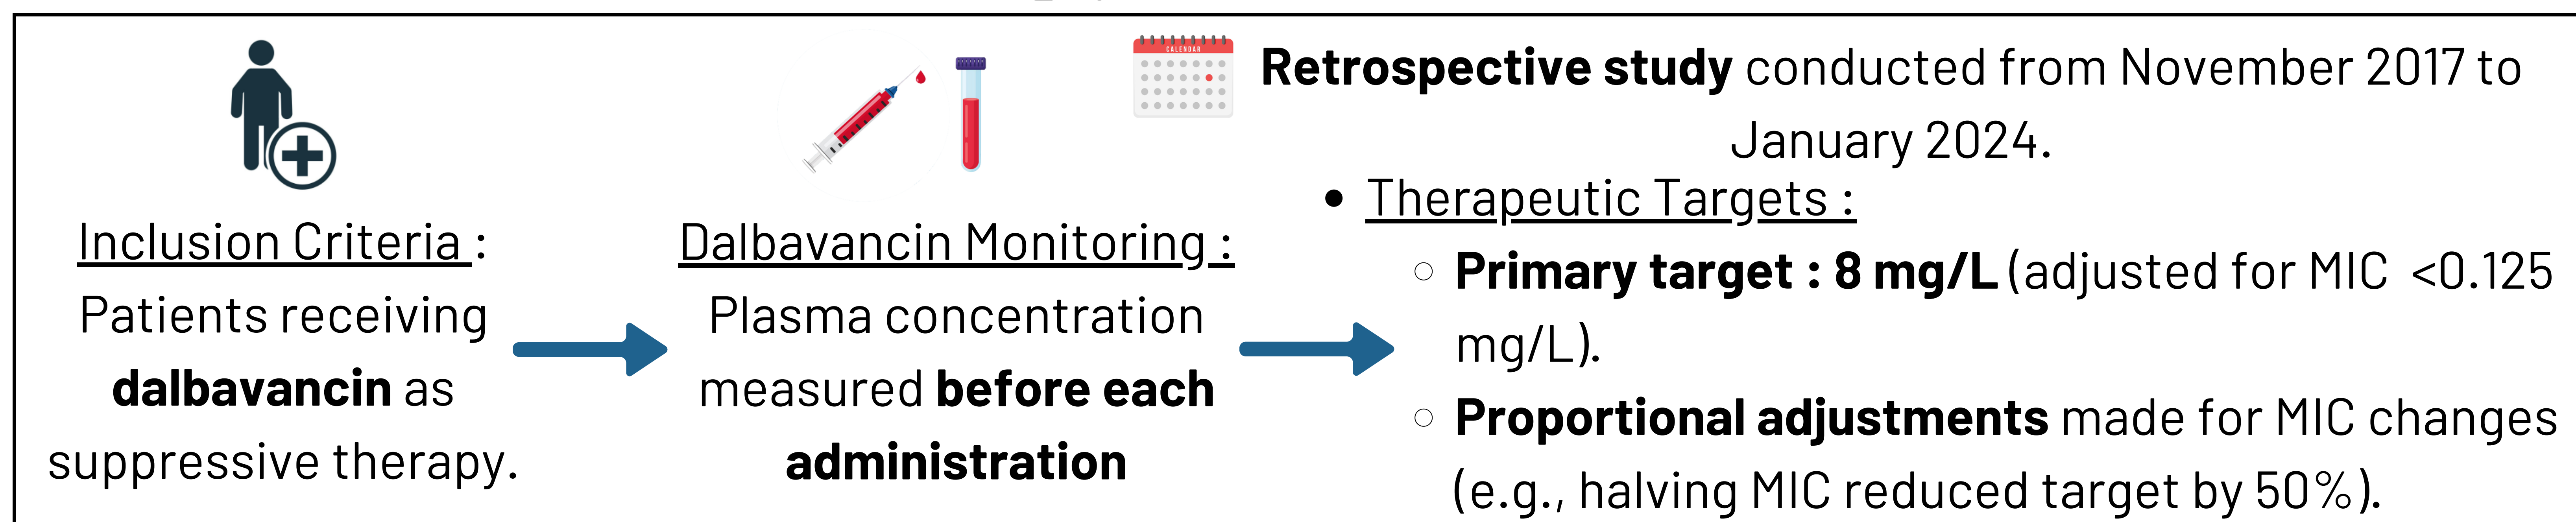 Inclusion Criteria :
Patients receiving
dalbavancin as
suppressive therapy.
Dalbavancin Monitoring :
Plasma concentration
measured before each
administration
CALENDAR
Retrospective study conducted from November 2017 to
January 2024.
• Therapeutic Targets :
○ Primary target : 8 mg/L (adjusted for MIC <0.125
mg/L).
○ Proportional adjustments made for MIC changes
(e.g., halving MIC reduced target by 50%).